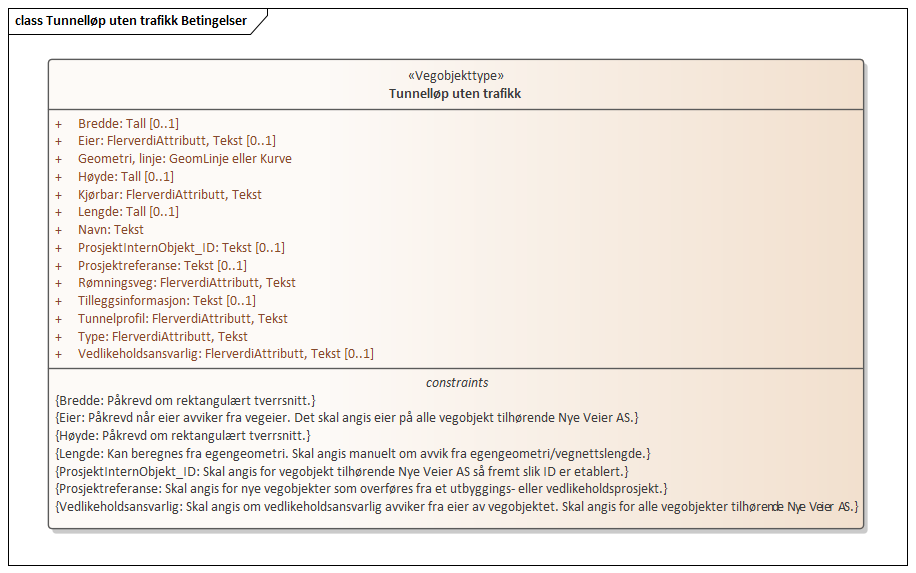 class Tunnelløp uten trafikk Betingelser
«Vegobjekttype»
Tunnelløp uten trafikk
+ Bredde: Tall [0..1]
+ Eier: FlerverdiAttributt, Tekst [0..1]
+ Geometri, linje: GeomLinje eller Kurve
+ Høyde: Tall [0..1]
+ Kjørbar: FlerverdiAttributt, Tekst
+ Lengde: Tall [0..1]
+ Navn: Tekst
+ ProsjektInternObjekt_ID: Tekst [0..1]
+ Prosjektreferanse: Tekst [0..1]
+ Rømningsveg: FlerverdiAttributt, Tekst
+ Tilleggsinformasjon: Tekst [0..1]
+ Tunnelprofil: FlerverdiAttributt, Tekst
+ Type: FlerverdiAttributt, Tekst
+ Vedlikeholdsansvarlig: FlerverdiAttributt, Tekst [0..1]
constraints
{Bredde: Påkrevd om rektangulært tverrsnitt.}
{Eier: Påkrevd når eier avviker fra vegeier. Det skal angis eier på alle vegobjekt tilhørende Nye Veier AS.}
{Høyde: Påkrevd om rektangulært tverrsnitt.}
{Lengde: Kan beregnes fra egengeometri. Skal angis manuelt om avvik fra egengeometri/vegnettslengde.}
{ProsjektInternObjekt_ID: Skal angis for vegobjekt tilhørende Nye Veier AS så fremt slik ID er etablert.}
{Prosjektreferanse: Skal angis for nye vegobjekter som overføres fra et utbyggings- eller vedlikeholdsprosjekt.}
{Vedlikeholdsansvarlig: Skal angis om vedlikeholdsansvarlig avviker fra eier av vegobjektet. Skal angis for alle vegobjekter tilhørende Nye Veier AS.}